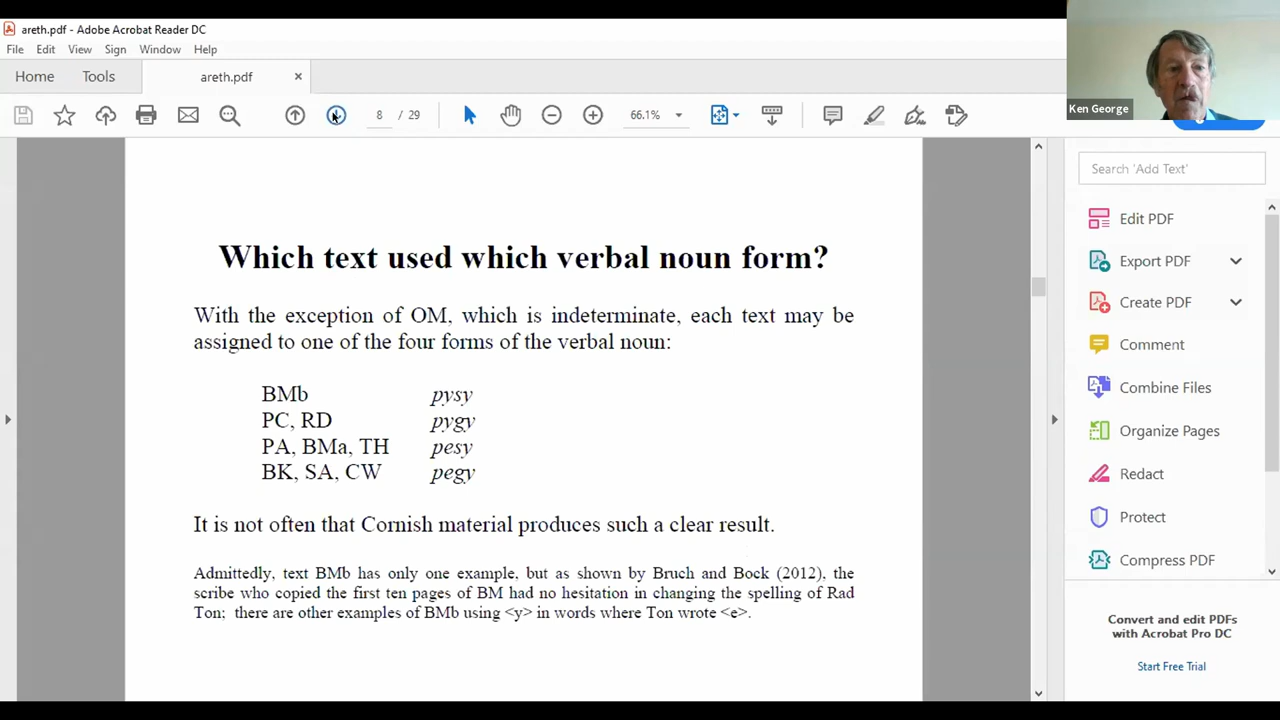 areth.pdf - Adobe Acrobat Reader DC
File Edit View Sign Window Help
Home Tools areth.pdf ×
8 / 29 66.1%
Ken George
Which text used which verbal noun form?
With the exception of OM, which is indeterminate, each text may be
assigned to one of the four forms of the verbal noun:
BMb pysy
PC, RD pygy
PA, BMa, TH pesy
BK, SA, CW pegy
It is not often that Cornish material produces such a clear result.
Admittedly, text BMb has only one example, but as shown by Bruch and Bock (2012), the
scribe who copied the first ten pages of BM had no hesitation in changing the spelling of Rad
Ton; there are other examples of BMb using <y> in words where Ton wrote <e>.
Search 'Add Text'
Edit PDF
Export PDF
Create PDF
Comment
Combine Files
Organize Pages
Redact
Protect
Compress PDF
Convert and edit PDFs
with Acrobat Pro DC
Start Free Trial